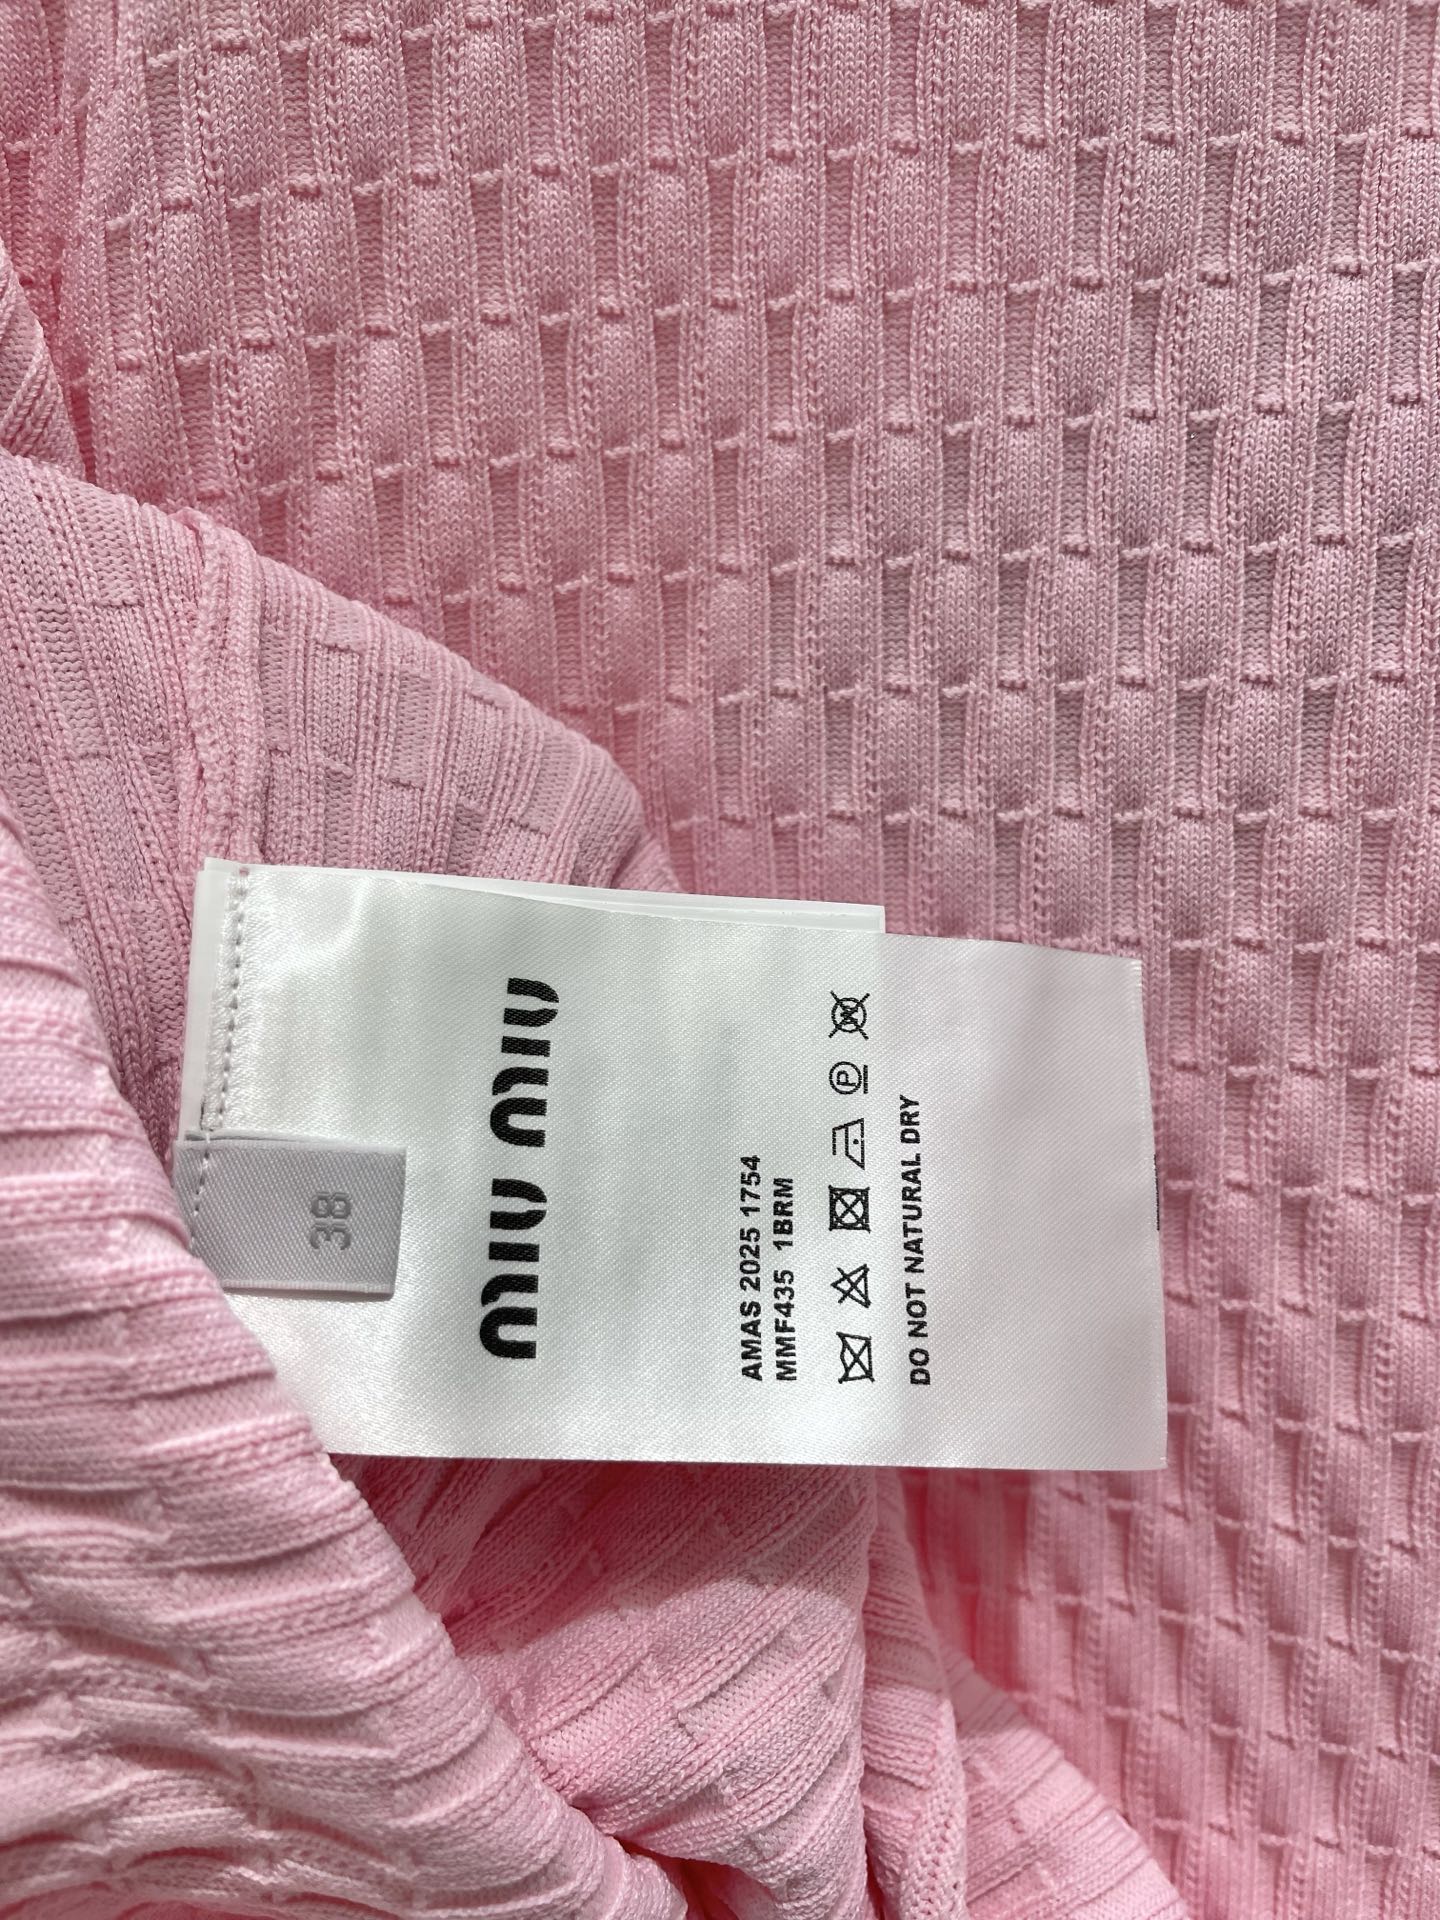 38
miu miu
AMAS 2025 1754
MMF435 1BRM
P
DO NOT NATURAL DRY